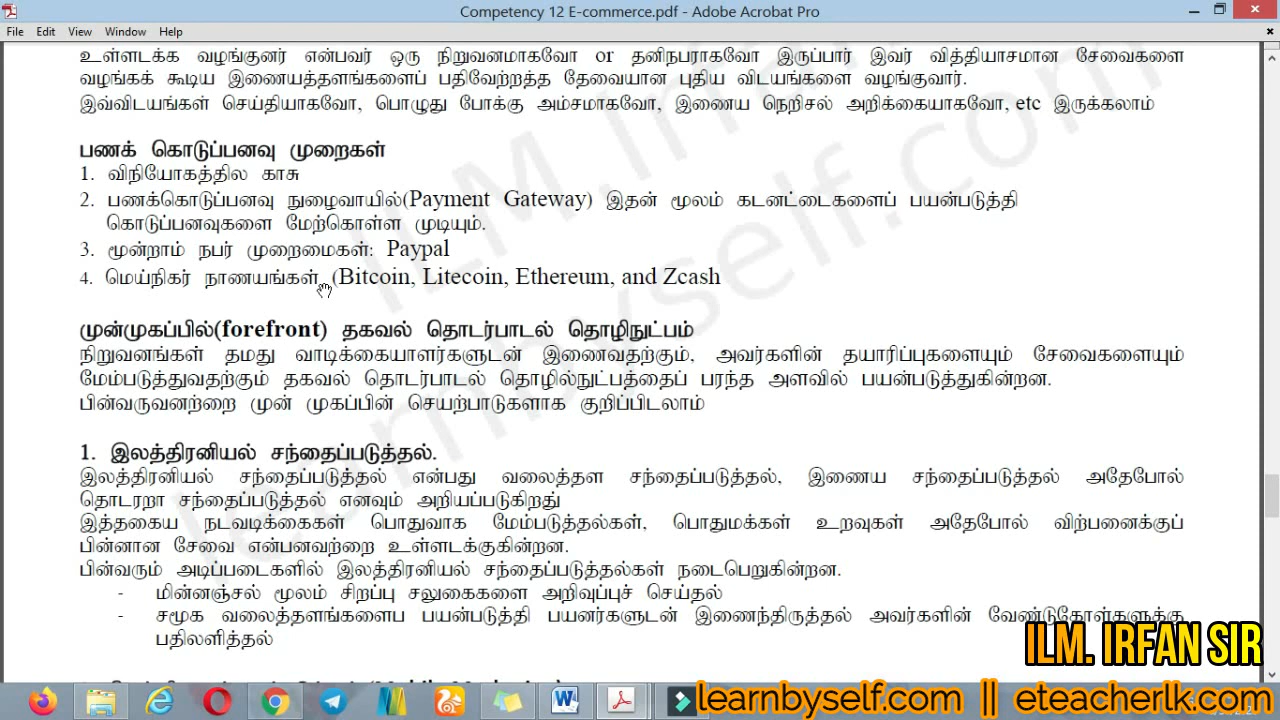 Competency 12 E-commerce.pdf - Adobe Acrobat Pro
File Edit View Window Help
உள்ளடக்க வழங்குனர் என்பவர் ஒரு நிறுவனமாகவோ or தனிநபராகவோ இருப்பார் இவர் வித்தியாசமான சேவைகளை
வழங்கக் கூடிய இணையத்தளங்களைப் பதிவேற்றத்த தேவையான புதிய விடயங்களை வழங்குவார்.
இவ்விடயங்கள் செய்தியாகவோ, பொழுது போக்கு அம்சமாகவோ, இணைய நெறிசல் அறிக்கையாகவோ, etc இருக்கலாம்
பணக் கொடுப்பனவு முறைகள்
1. விநியோகத்தில காசு
2. பணக்கொடுப்பனவு நுழைவாயில்(Payment Gateway) இதன் மூலம் கடனட்டைகளைப் பயன்படுத்தி
கொடுப்பனவுகளை மேற்கொள்ள முடியும்.
3. மூன்றாம் நபர் முறைமைகள்: Paypal
4. மெய்நிகர் நாணயங்கள் (Bitcoin, Litecoin, Ethereum, and Zcash
முன்முகப்பில்(forefront) தகவல் தொடர்பாடல் தொழிநுட்பம்
நிறுவனங்கள் தமது வாடிக்கையாளர்களுடன் இணைவதற்கும், அவர்களின் தயாரிப்புகளையும் சேவைகளையும்
மேம்படுத்துவதற்கும் தகவல் தொடர்பாடல் தொழில்நுட்பத்தைப் பரந்த அளவில் பயன்படுத்துகின்றன.
பின்வருவனற்றை முன் முகப்பின் செயற்பாடுகளாக குறிப்பிடலாம்
1. இலத்திரனியல் சந்தைப்படுத்தல்.
இலத்திரனியல் சந்தைப்படுத்தல் என்பது வலைத்தள சந்தைப்படுத்தல், இணைய சந்தைப்படுத்தல் அதேபோல்
தொடரறா சந்தைப்படுத்தல் எனவும் அறியப்படுகிறது
இத்தகைய நடவடிக்கைகள் பொதுவாக மேம்படுத்தல்கள், பொதுமக்கள் உறவுகள் அதேபோல் விற்பனைக்குப்
பின்னான சேவை என்பனவற்றை உள்ளடக்குகின்றன.
பின்வரும் அடிப்படைகளில் இலத்திரனியல் சந்தைப்படுத்தல்கள் நடைபெறுகின்றன.
- மின்னஞ்சல் மூலம் சிறப்பு சலுகைகளை அறிவுப்புச் செய்தல்
- சமூக வலைத்தளங்களைப பயன்படுத்தி பயனர்களுடன் இணைந்திருத்தல் அவர்களின் வேண்டுகோள்களுக்கு
பதிலளித்தல்
ILM. IRFAN SIR
learnbyself.com || eteacherlk.com